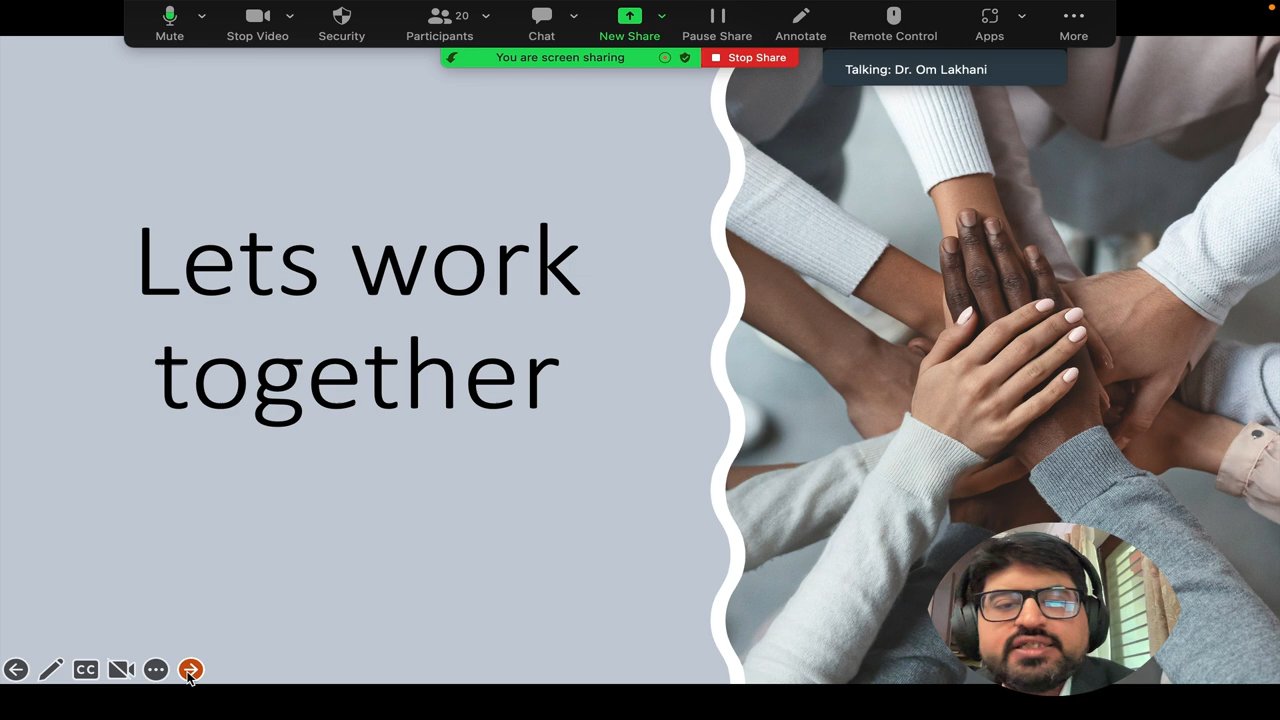 Mute
Stop Video
Security
20
Participants
Chat
New Share
Pause Share
Annotate
Remote Control
Apps
More
You are screen sharing
Stop Share
Talking: Dr. Om Lakhani
Lets work
together
CC